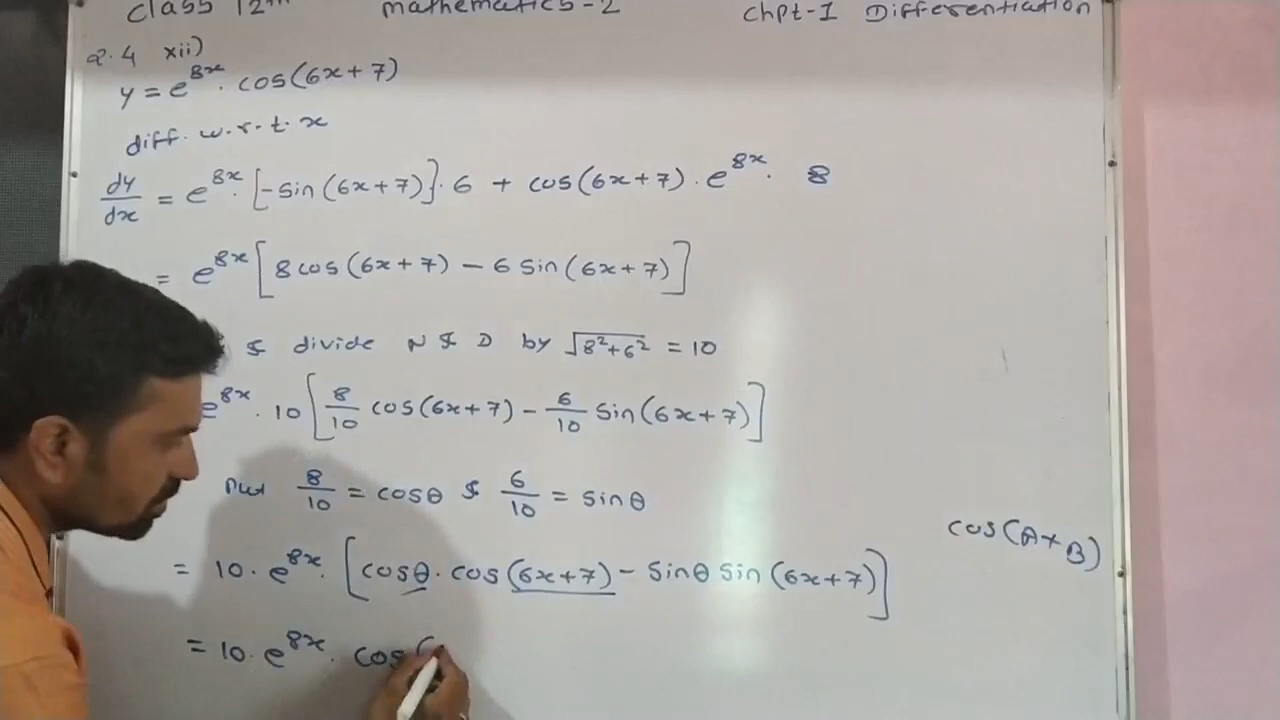 class 12th mathematics-2 Chpt-1 Differentiation
2.4 xii)
y = e^8x . cos(6x+7)
diff. w.r.t. x
dy/dx = e^8x . [-sin(6x+7)] . 6 + cos(6x+7) . e^8x . 8
= e^8x [8cos(6x+7) - 6 sin(6x+7)]
& divide N & D by √8²+6² = 10
e^8x . 10 [8/10 cos(6x+7) - 6/10 sin(6x+7)]
Put 8/10 = cosθ & 6/10 = sinθ
cos(A+B)
= 10 . e^8x . [cosθ . cos(6x+7) - sinθ sin(6x+7)]
= 10 . e^8x . cos(